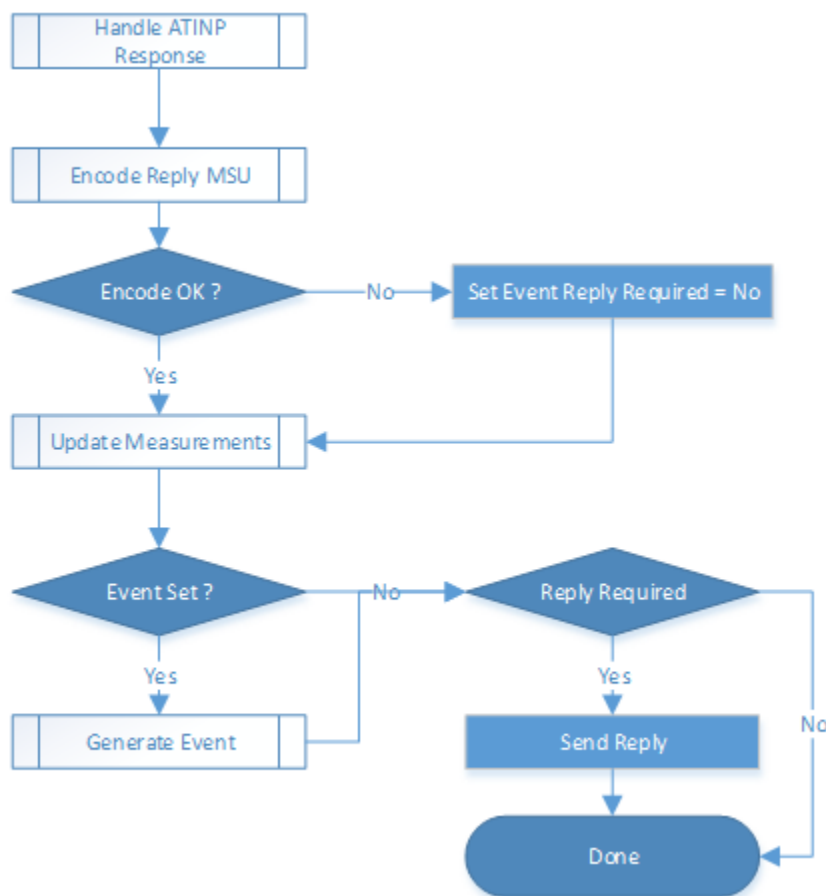 Handle ATINP
Response
Encode Reply MSU
Encode OK ?
No
Set Event Reply Required = No
Yes
Update Measurements
Event Set ?
No
Reply Required
Yes
Yes
No
Generate Event
Send Reply
Done